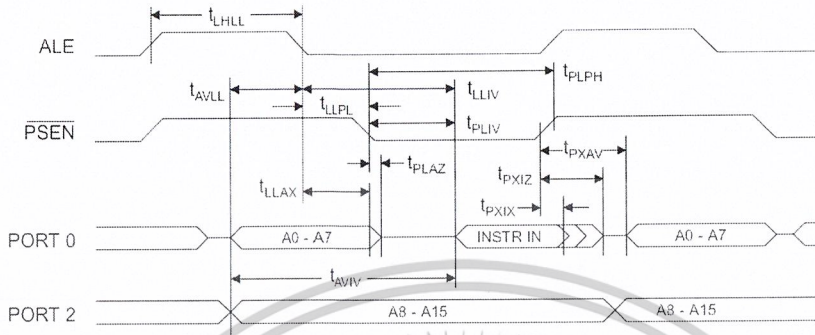 tLHLL
ALE
tPLPH
tAVLL
tLLIV
tLLPL
PSEN
tPLIV
tPLAZ
tPXAV
tLLAX
tPXIZ
tPXIX
PORT 0
A0 - A7
INSTR IN
A0 - A7
tAVIV
PORT 2
A8 - A15
A8 - A15